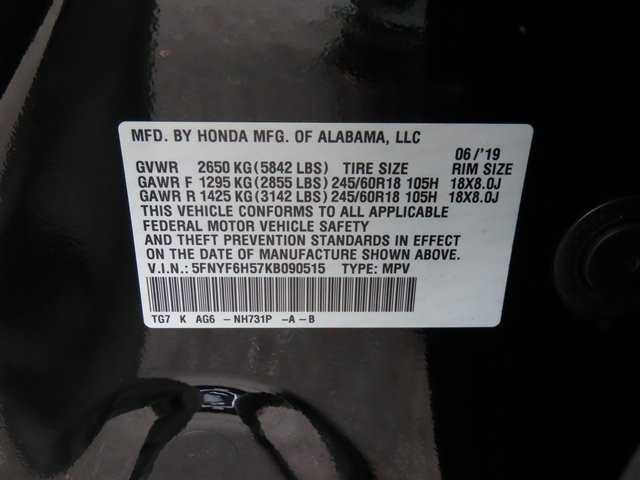 MFD. BY HONDA MFG. OF ALABAMA, LLC
06/'19
GVWR 2650 KG(5842 LBS) TIRE SIZE RIM SIZE
GAWR F 1295 KG(2855 LBS) 245/60R18 105H 18X8.0J
GAWR R 1425 KG(3142 LBS) 245/60R18 105H 18X8.0J
THIS VEHICLE CONFORMS TO ALL APPLICABLE
FEDERAL MOTOR VEHICLE SAFETY
AND THEFT PREVENTION STANDARDS IN EFFECT
ON THE DATE OF MANUFACTURE SHOWN ABOVE.
V.I.N.: 5FNYF6H57KB090515 TYPE: MPV
TG7 K AG6 -NH731P -A-B